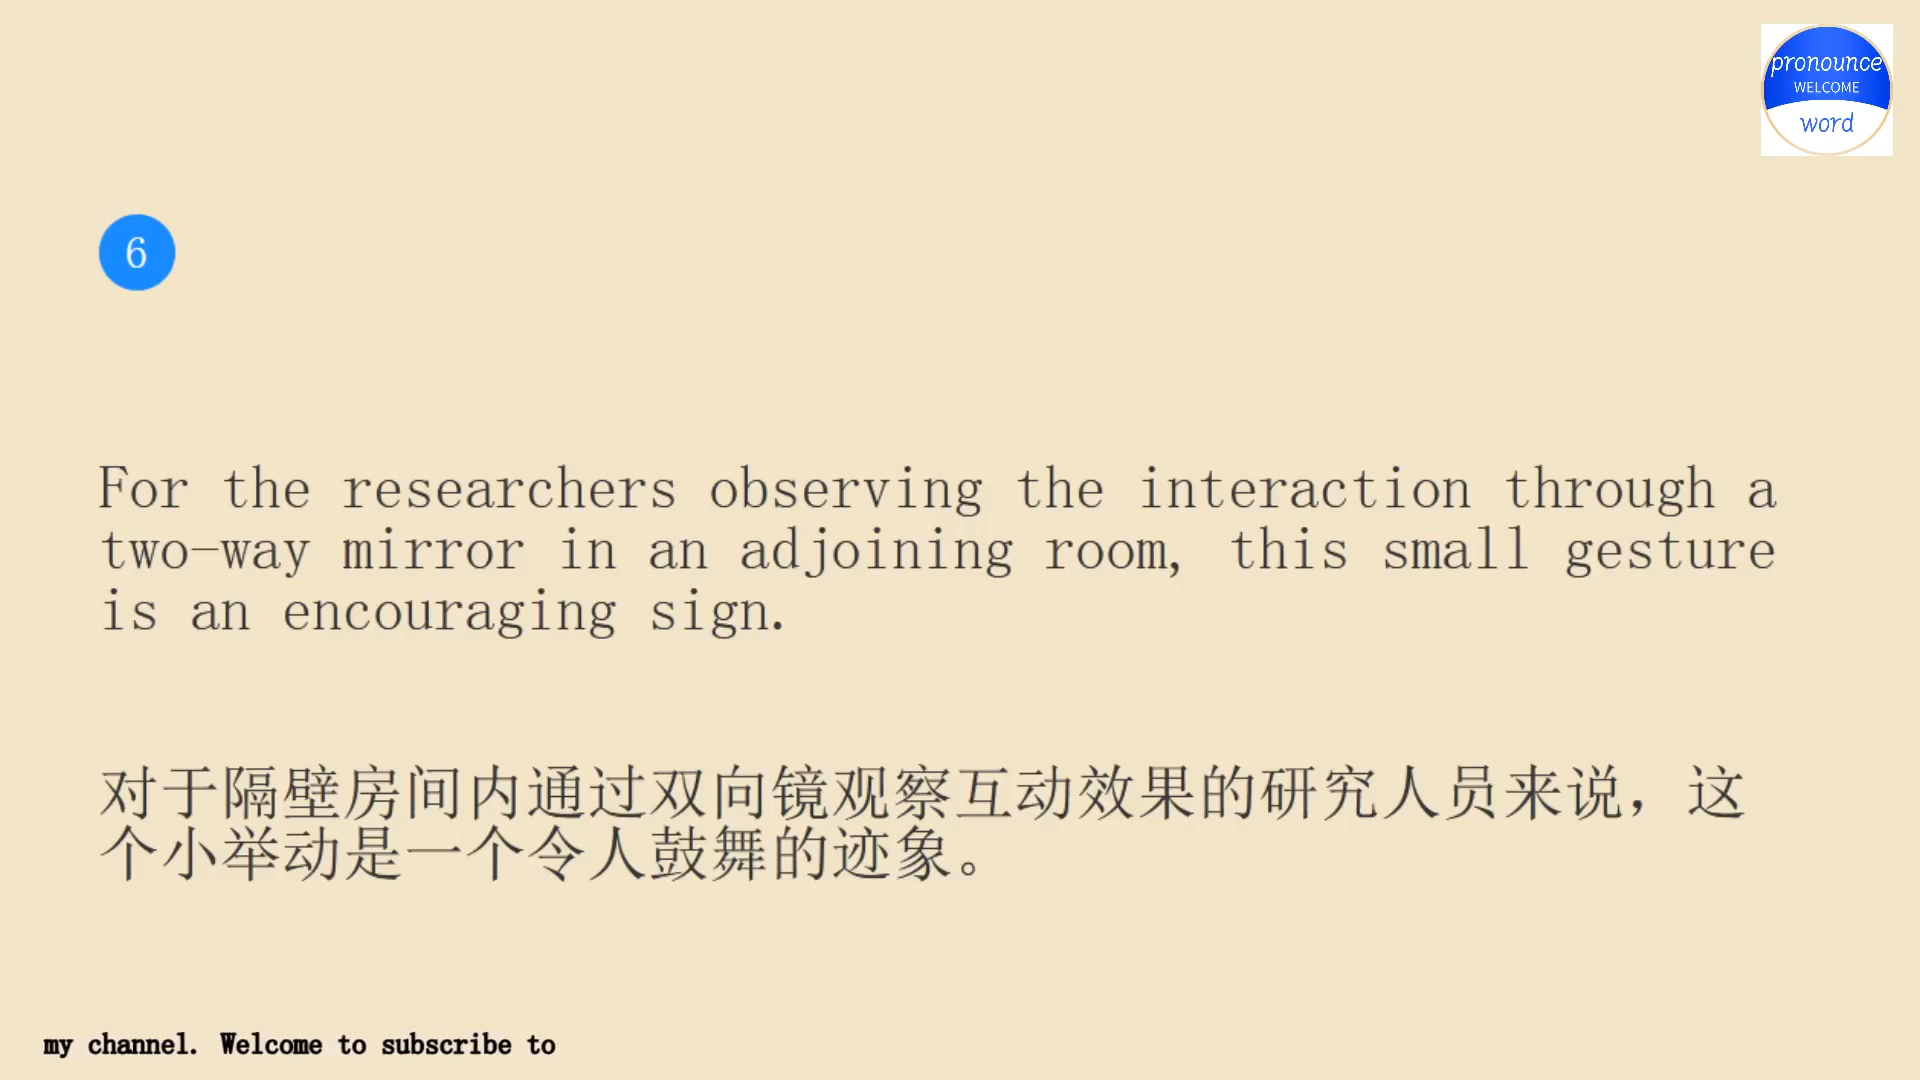 pronounce
WELCOME
word
6
For the researchers observing the interaction through a
two-way mirror in an adjoining room, this small gesture
is an encouraging sign.
对于隔壁房间内通过双向镜观察互动效果的研究人员来说，这
个小举动是一个令人鼓舞的迹象。
my channel. Welcome to subscribe to